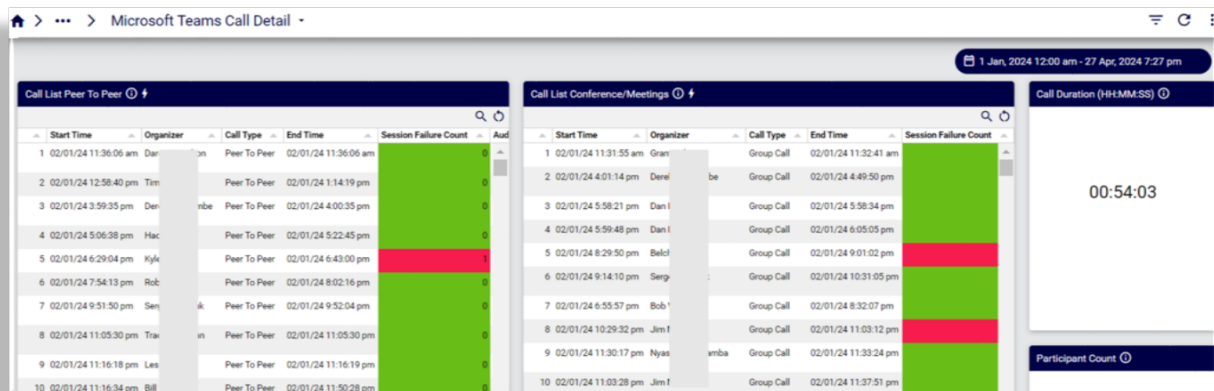 Microsoft Teams Call Detail
1 Jan, 2024 12:00 am - 27 Apr, 2024 7:27 pm
Call List Peer To Peer
Start Time Organizer Call Type End Time Session Failure Count Aud
1 02/01/24 11:36:06 am Dar on Peer To Peer 02/01/24 11:36:06 am 0
2 02/01/24 12:58:40 pm Tim Peer To Peer 02/01/24 1:14:19 pm 0
3 02/01/24 3:59:35 pm Der mbe Peer To Peer 02/01/24 4:00:35 pm 0
4 02/01/24 5:06:38 pm Hac Peer To Peer 02/01/24 5:22:45 pm 0
5 02/01/24 6:29:04 pm Kyle Peer To Peer 02/01/24 6:43:00 pm 1
6 02/01/24 7:54:13 pm Rob Peer To Peer 02/01/24 8:02:16 pm 0
7 02/01/24 9:51:50 pm Ser ik Peer To Peer 02/01/24 9:52:04 pm 0
8 02/01/24 11:05:30 pm Tra n Peer To Peer 02/01/24 11:05:30 pm 0
9 02/01/24 11:16:18 pm Les Peer To Peer 02/01/24 11:16:19 pm 0
10 02/01/24 11:16:34 pm Bill Peer To Peer 02/01/24 11:50:28 pm 0
Call List Conference/Meetings
Start Time Organizer Call Type End Time Session Failure Count
1 02/01/24 11:31:55 am Gran Group Call 02/01/24 11:32:41 am
2 02/01/24 4:01:14 pm Dere be Group Call 02/01/24 4:49:50 pm
3 02/01/24 5:58:21 pm Dan Group Call 02/01/24 5:58:34 pm
4 02/01/24 5:59:48 pm Dan Group Call 02/01/24 6:05:05 pm
5 02/01/24 8:29:50 pm Belch Group Call 02/01/24 9:01:02 pm
6 02/01/24 9:14:10 pm Serg Group Call 02/01/24 10:31:05 pm
7 02/01/24 6:55:57 pm Bob Group Call 02/01/24 8:32:07 pm
8 02/01/24 10:29:32 pm Jim Group Call 02/01/24 11:03:12 pm
9 02/01/24 11:30:17 pm Nyas mba Group Call 02/01/24 11:33:24 pm
10 02/01/24 11:03:28 pm Jim Group Call 02/01/24 11:37:51 pm
Call Duration (HH:MM:SS)
00:54:03
Participant Count